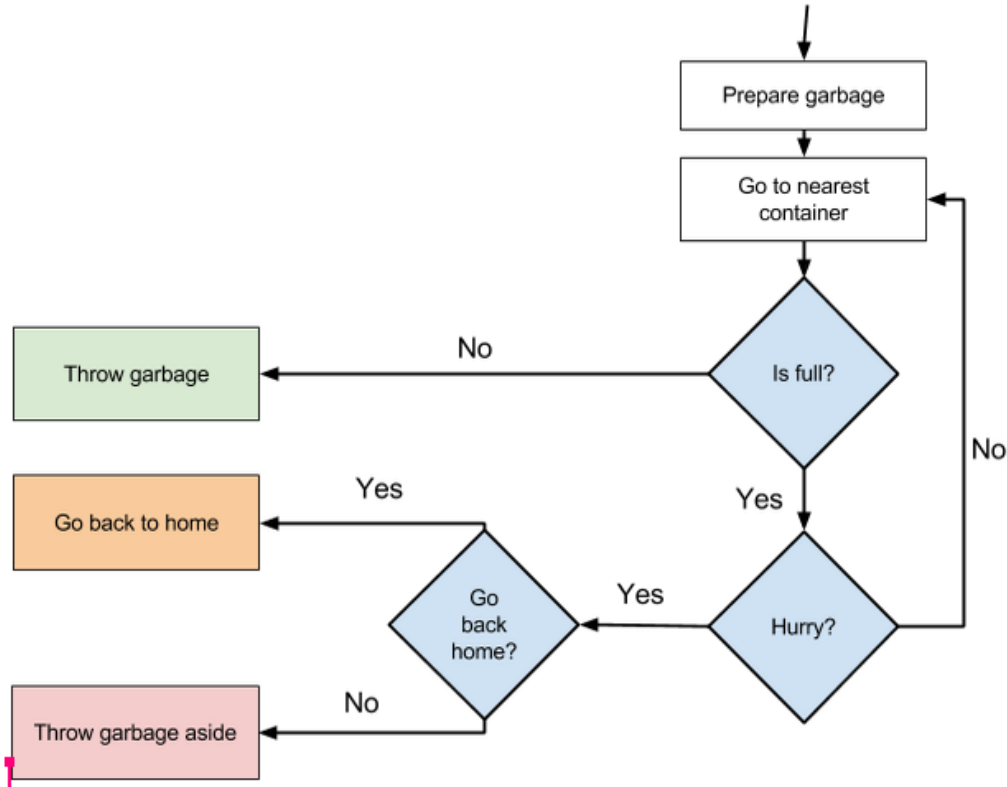 Prepare garbage
Go to nearest
container
Is full?
No
Throw garbage
Yes
Hurry?
No
Yes
Go
back
home?
Yes
Go back to home
No
Throw garbage aside